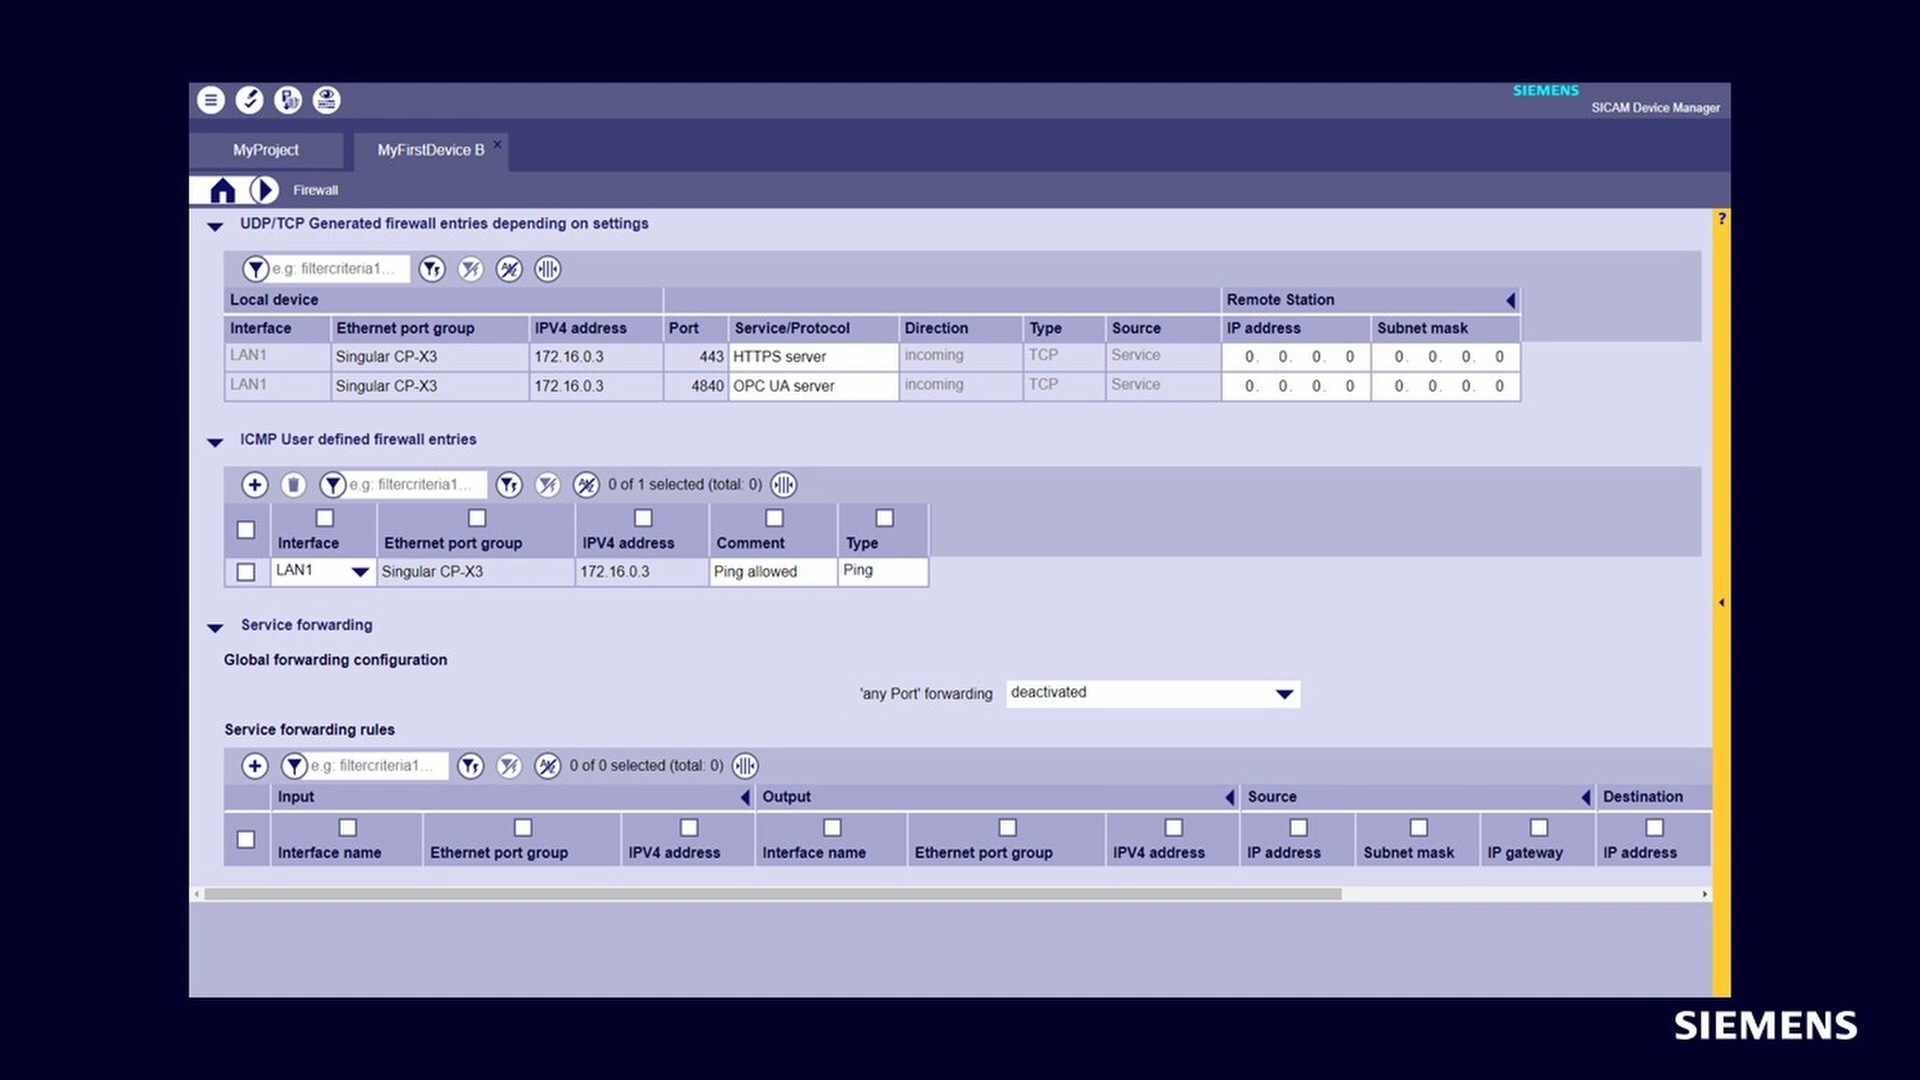 SIEMENS
SICAM Device Manager
MyProject
MyFirstDevice B
Firewall
?
UDP/TCP Generated firewall entries depending on settings
e.g: filtercriteria1...
Local device Remote Station
Interface Ethernet port group IPV4 address Port Service/Protocol Direction Type Source IP address Subnet mask
LAN1 Singular CP-X3 172.16.0.3 443 HTTPS server incoming TCP Service 0. 0. 0. 0 0. 0. 0. 0
LAN1 Singular CP-X3 172.16.0.3 4840 OPC UA server incoming TCP Service 0. 0. 0. 0 0. 0. 0. 0
ICMP User defined firewall entries
e.g: filtercriteria1... 0 of 1 selected (total: 0)
Interface Ethernet port group IPV4 address Comment Type
LAN1 Singular CP-X3 172.16.0.3 Ping allowed Ping
Service forwarding
Global forwarding configuration
'any Port' forwarding deactivated
Service forwarding rules
e.g: filtercriteria1... 0 of 0 selected (total: 0)
Input Output Source Destination
Interface name Ethernet port group IPV4 address Interface name Ethernet port group IPV4 address IP address Subnet mask IP gateway IP address
SIEMENS